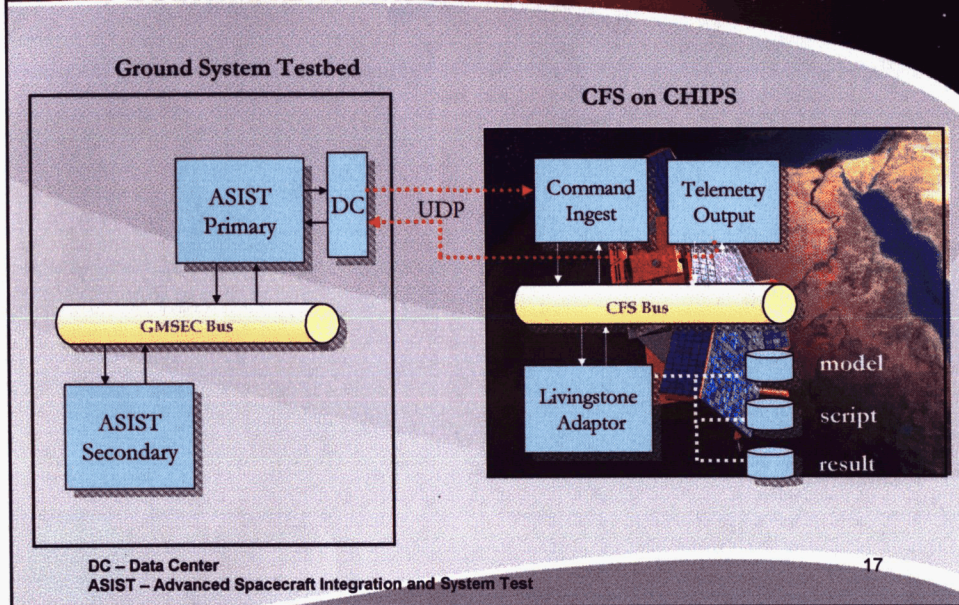 Ground System Testbed
CFS on CHIPS
ASIST
Primary
DC
UDP
Command
Ingest
Telemetry
Output
GMSEC Bus
CFS Bus
ASIST
Secondary
Livingstone
Adaptor
model
script
result
DC – Data Center
ASIST – Advanced Spacecraft Integration and System Test
17